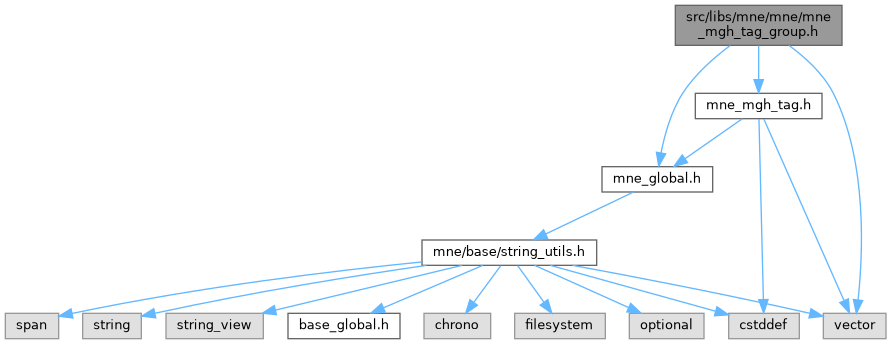 src/libs/mne/mne/mne
_mgh_tag_group.h
mne_mgh_tag.h
mne_global.h
mne/base/string_utils.h
span
string
string_view
base_global.h
chrono
filesystem
optional
cstddef
vector